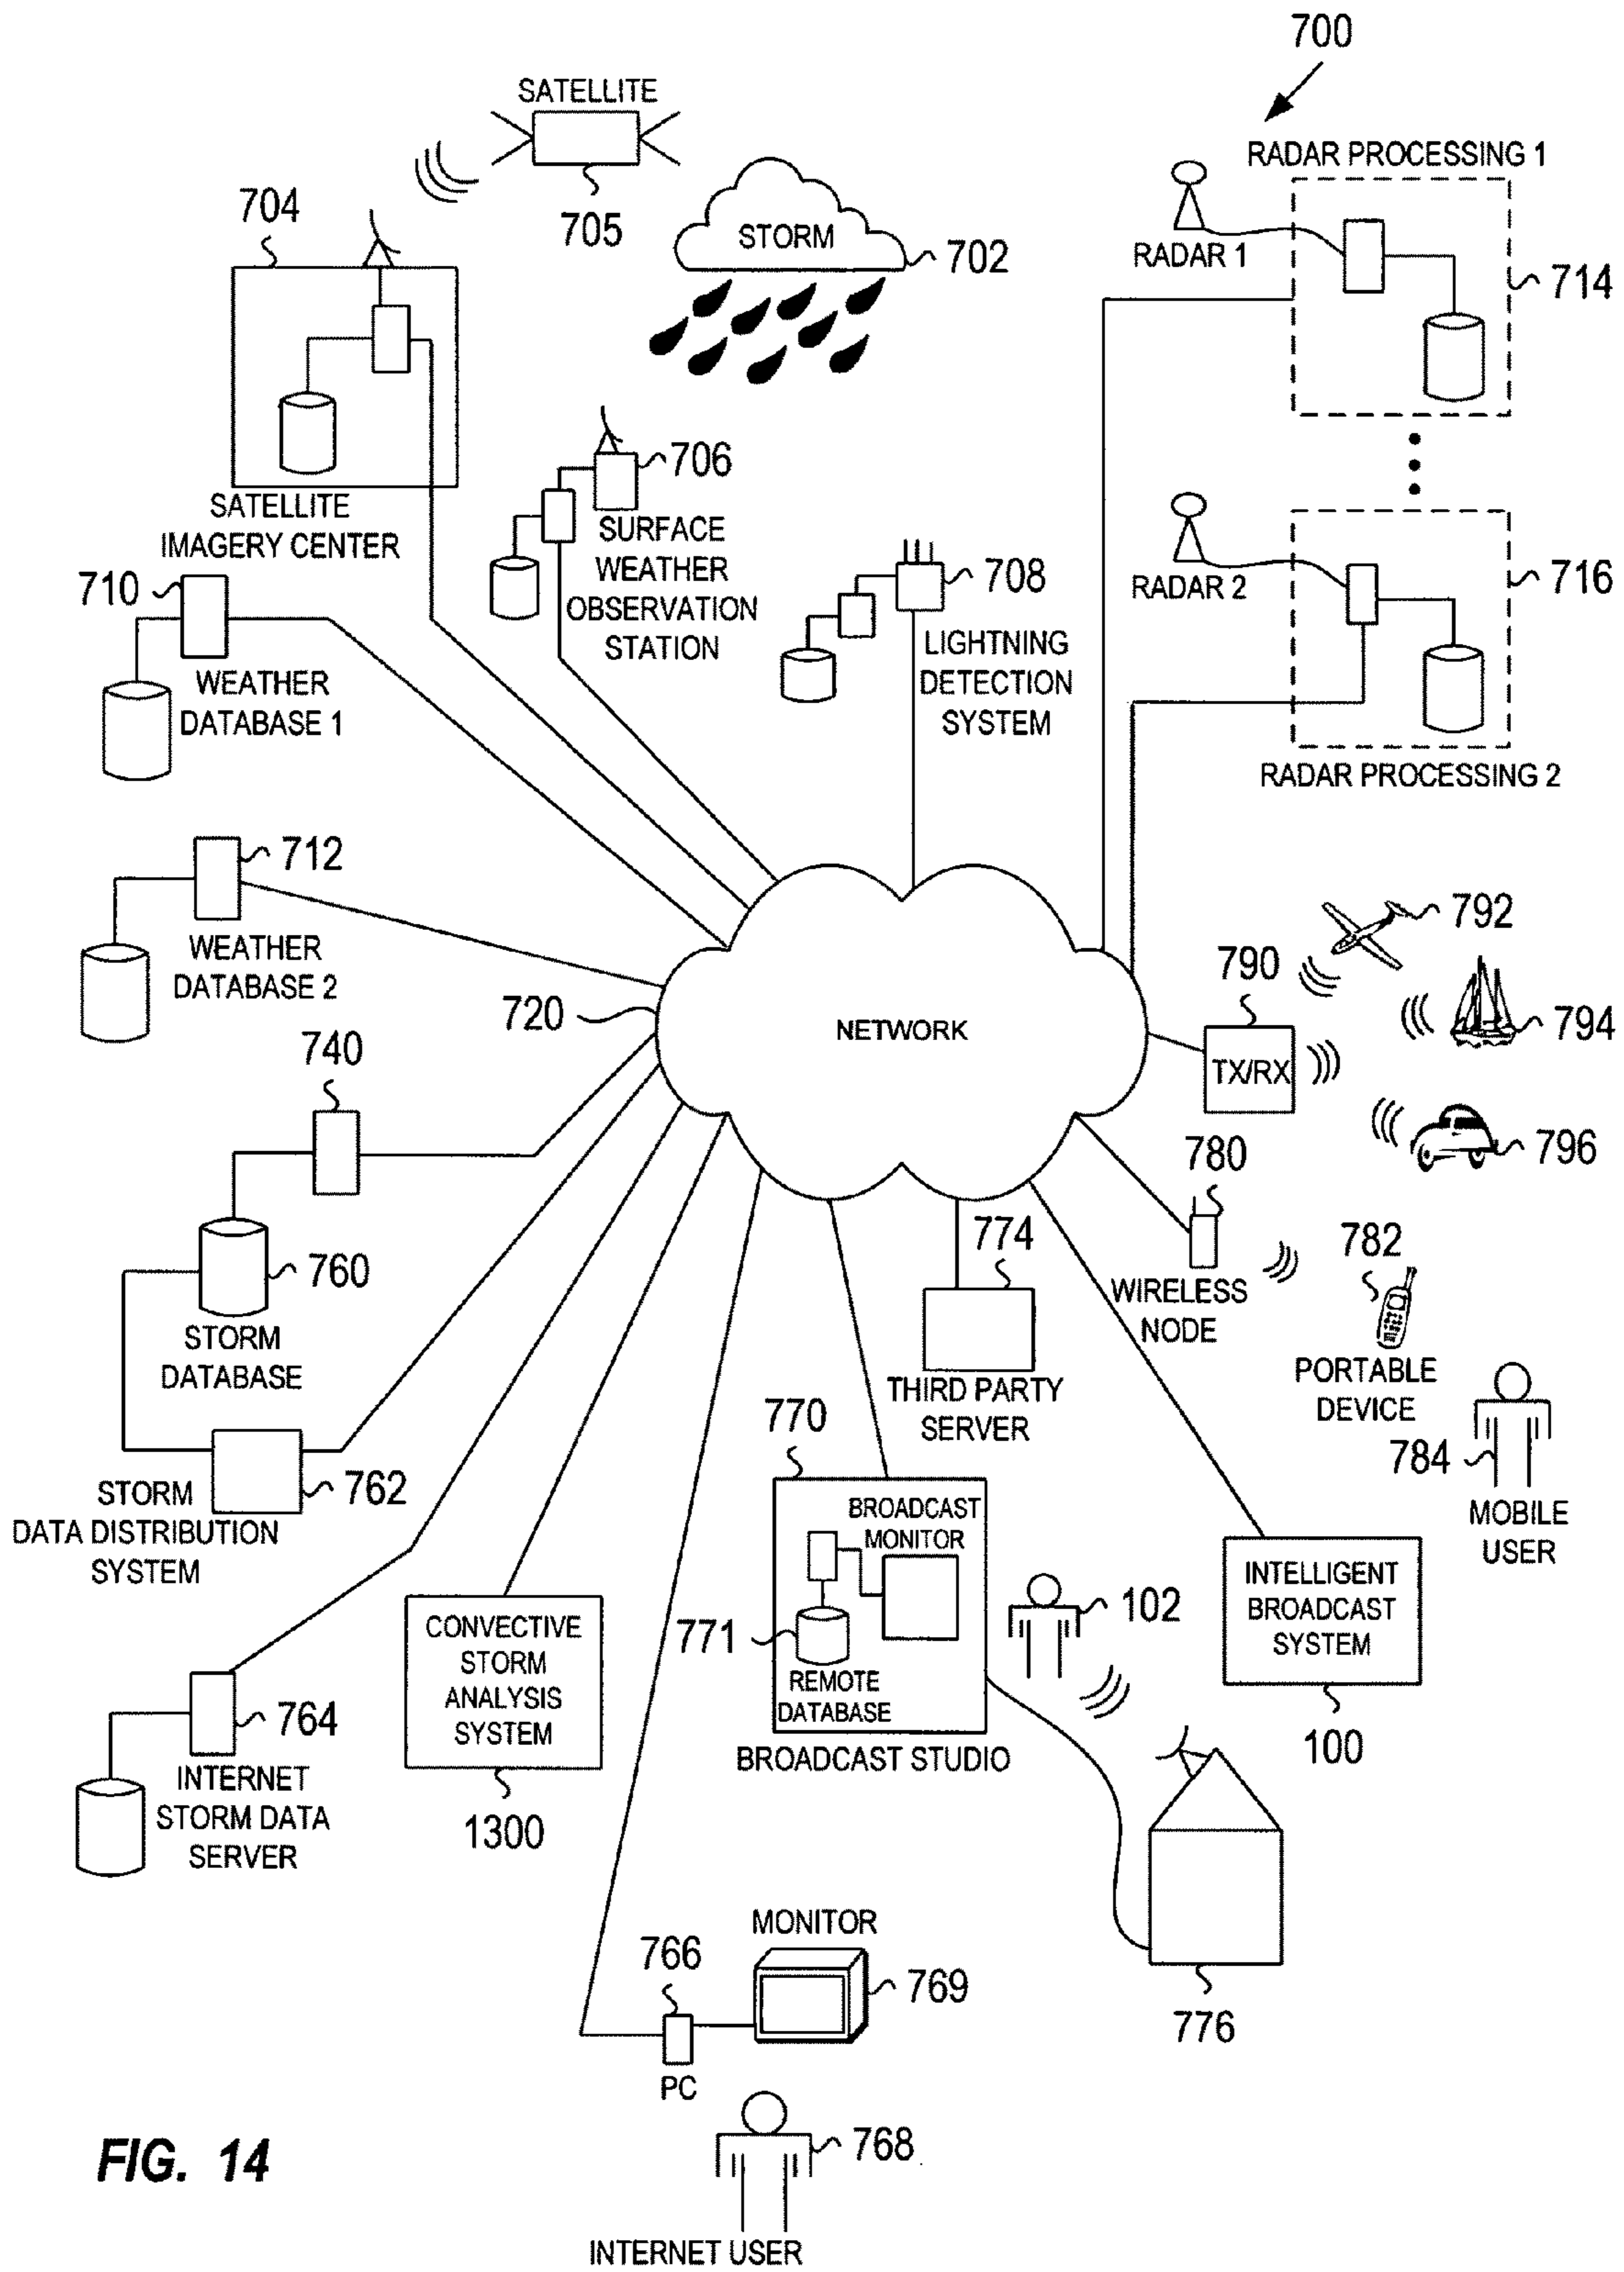 700
SATELLITE
705
704
STORM
702
RADAR PROCESSING 1
RADAR 1
714
SATELLITE
IMAGERY CENTER
706
SURFACE
WEATHER
OBSERVATION
STATION
708
LIGHTNING
DETECTION
SYSTEM
RADAR 2
716
RADAR PROCESSING 2
710
WEATHER
DATABASE 1
712
WEATHER
DATABASE 2
720
NETWORK
790
TX/RX
792
794
796
740
760
STORM
DATABASE
762
STORM
DATA DISTRIBUTION
SYSTEM
780
WIRELESS
NODE
774
THIRD PARTY
SERVER
782
PORTABLE
DEVICE
784
MOBILE
USER
770
BROADCAST
MONITOR
771
REMOTE
DATABASE
BROADCAST STUDIO
102
INTELLIGENT
BROADCAST
SYSTEM
100
764
INTERNET
STORM DATA
SERVER
CONVECTIVE
STORM
ANALYSIS
SYSTEM
1300
776
MONITOR
766
769
PC
768
INTERNET USER
FIG. 14